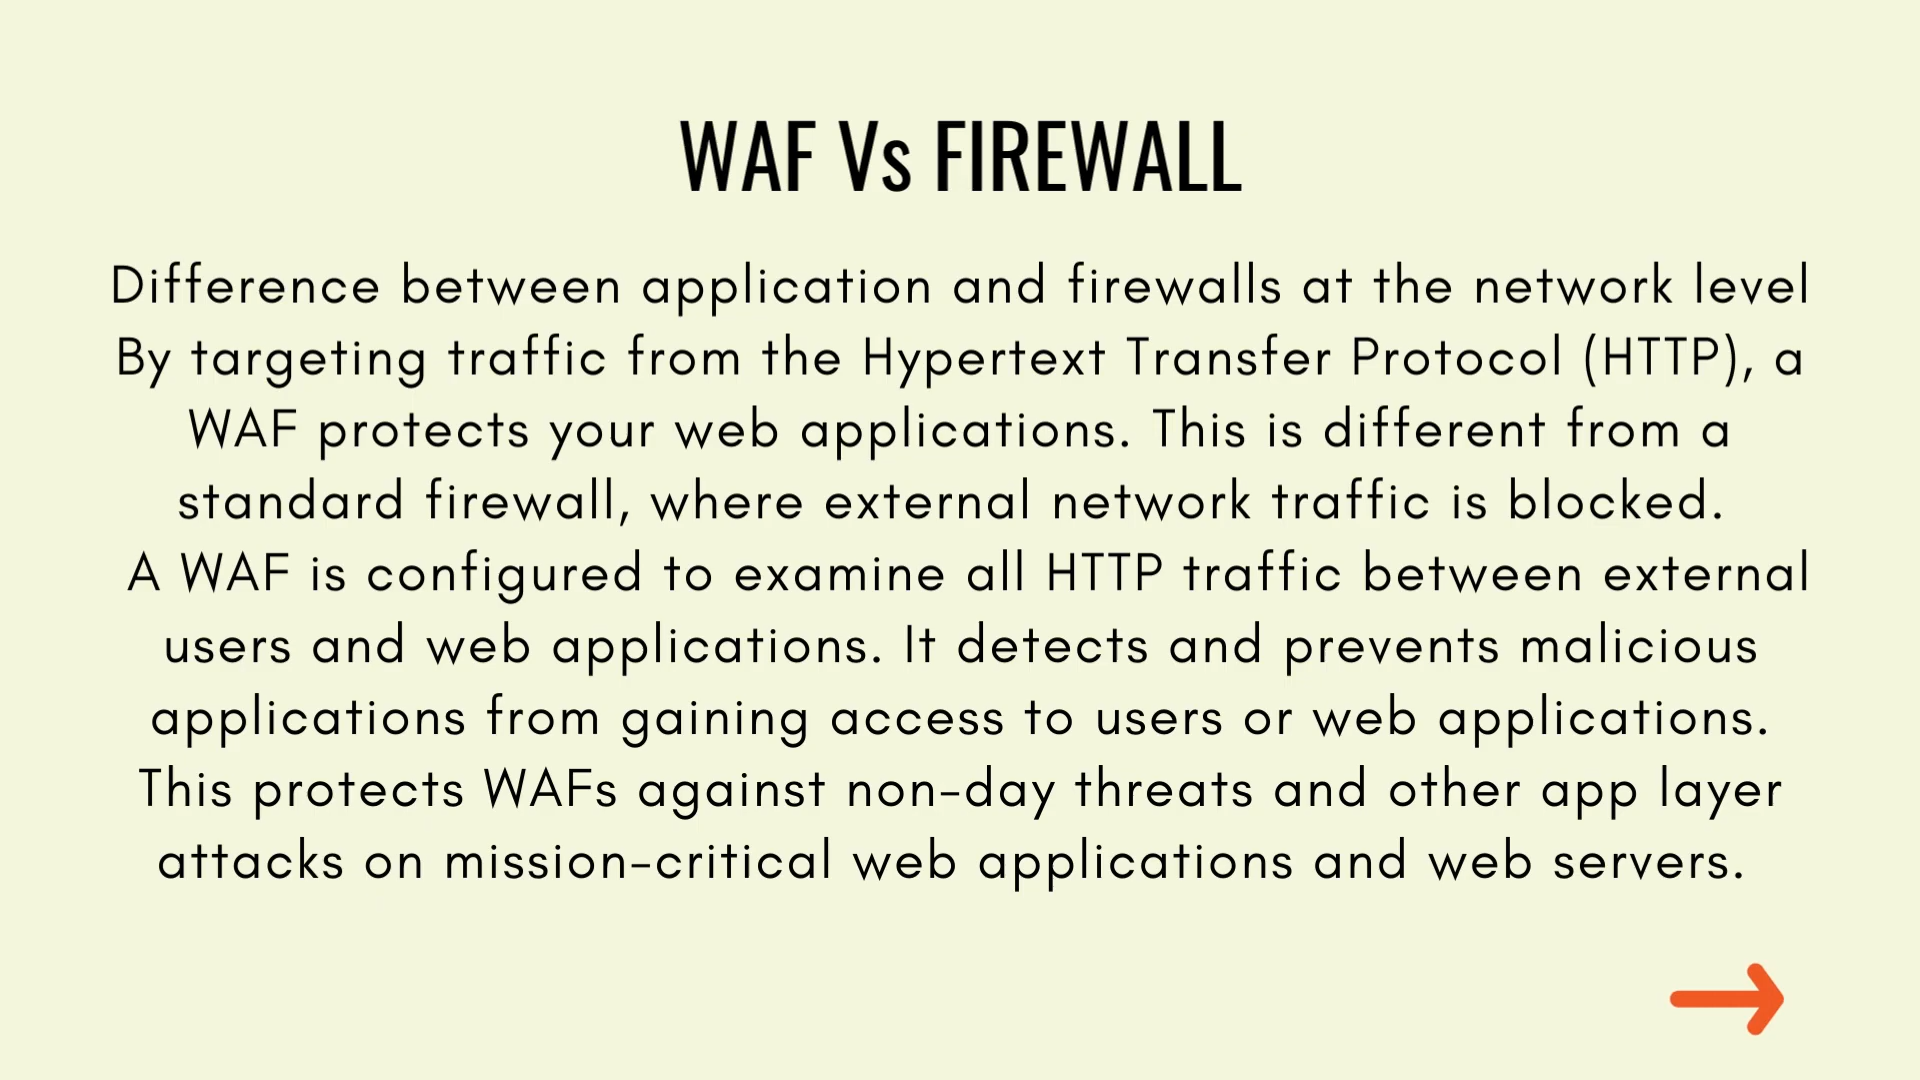 WAF Vs FIREWALL
Difference between application and firewalls at the network level
By targeting traffic from the Hypertext Transfer Protocol (HTTP), a
WAF protects your web applications. This is different from a
standard firewall, where external network traffic is blocked.
A WAF is configured to examine all HTTP traffic between external
users and web applications. It detects and prevents malicious
applications from gaining access to users or web applications.
This protects WAFs against non-day threats and other app layer
attacks on mission-critical web applications and web servers.